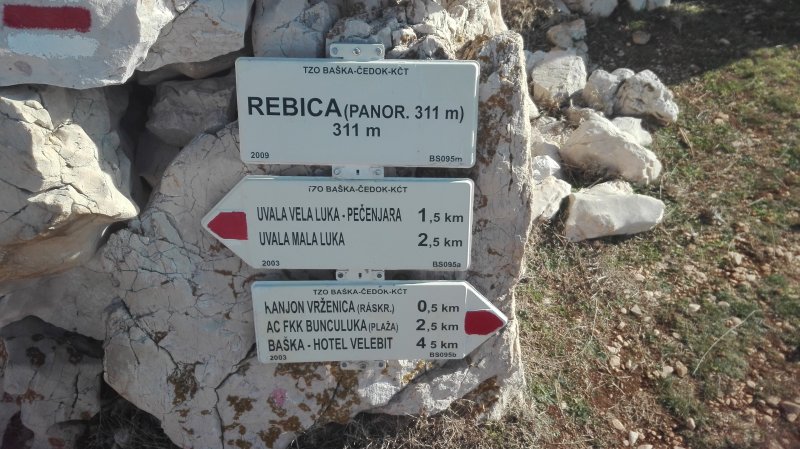 TZO BAŠKA-ČEDOK-KČT
REBICA (PANOR. 311 m)
311 m
2009 BS095m
TZO BAŠKA-ČEDOK-KČT
UVALA VELA LUKA - PEČENJARA 1,5 km
UVALA MALA LUKA 2,5 km
2003 BS095a
TZO BAŠKA-ČEDOK-KČT
KANJON VRŽENICA (RÁSKR.) 0,5 km
AC FKK BUNCULUKA (PLAŽA) 2,5 km
BAŠKA - HOTEL VELEBIT 4 5 km
2003 BS095b